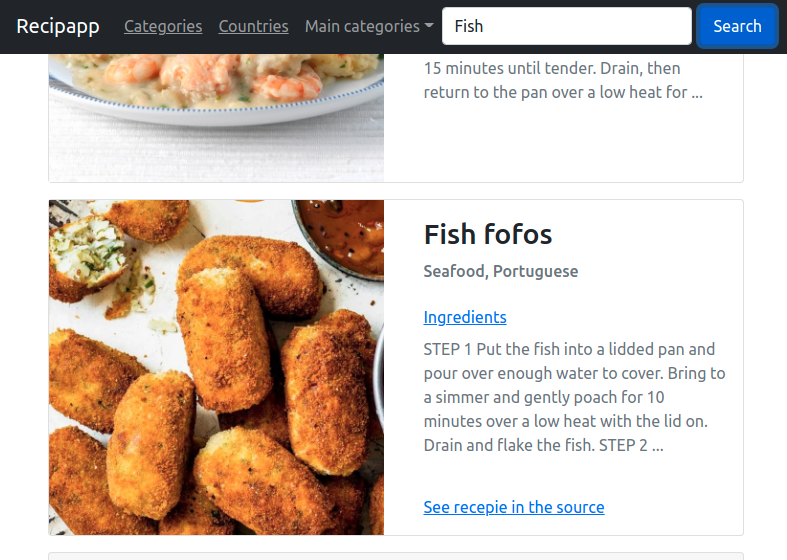 Recipapp Categories Countries Main categories Fish Search
15 minutes until tender. Drain, then
return to the pan over a low heat for ...
Fish fofos
Seafood, Portuguese
Ingredients
STEP 1 Put the fish into a lidded pan and
pour over enough water to cover. Bring to
a simmer and gently poach for 10
minutes over a low heat with the lid on.
Drain and flake the fish. STEP 2 ...
See recepie in the source